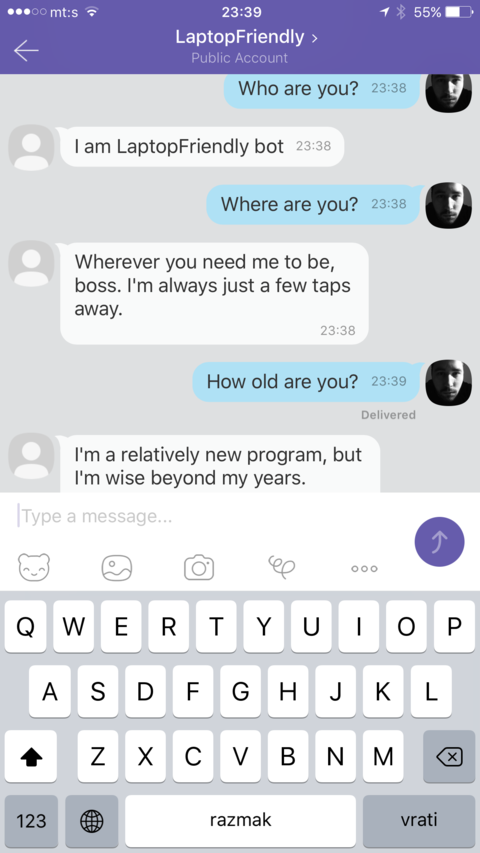 mt:s 23:39 55%
LaptopFriendly >
Public Account
Who are you? 23:38
I am LaptopFriendly bot 23:38
Where are you? 23:38
Wherever you need me to be,
boss. I'm always just a few taps
away.
23:38
How old are you? 23:39
Delivered
I'm a relatively new program, but
I'm wise beyond my years.
Type a message...
Q W E R T Y U I O P
A S D F G H J K L
Z X C V B N M
123 razmak vrati